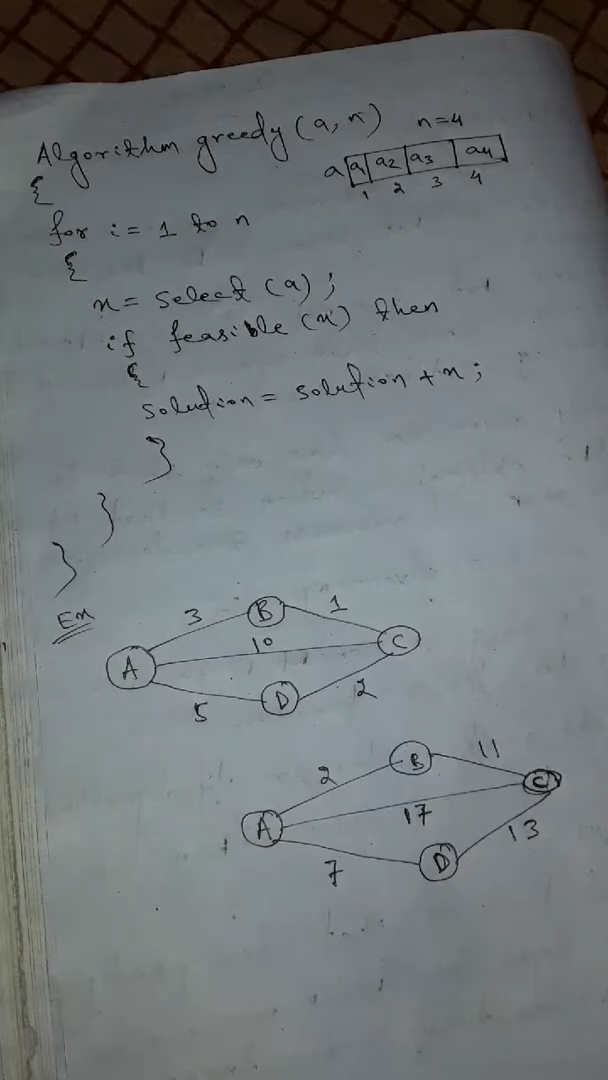 Algorithm greedy (a, n) n=4
a a1 a2 a3 a4
1 2 3 4
{
for i = 1 to n
{
x = select (a) ;
if feasible (x) then
{
solution = solution + x ;
}
}
}
Ex
3 B 1
A 10 C
5 D 2
2 B 11
A 17 C
7 D 13